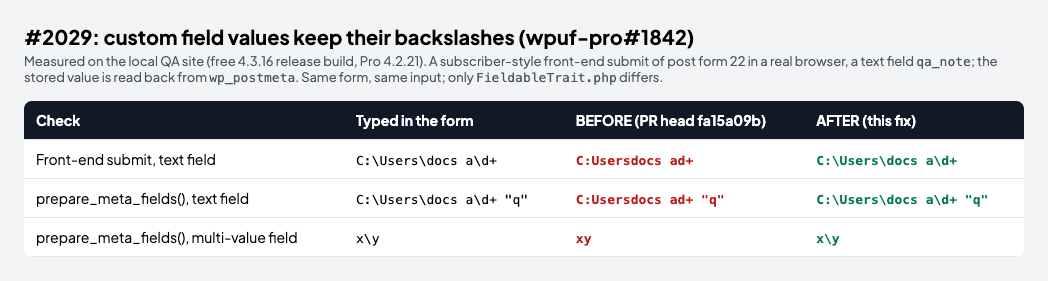 #2029: custom field values keep their backslashes (wpuf-pro#1842)
Measured on the local QA site (free 4.3.16 release build, Pro 4.2.21). A subscriber-style front-end submit of post form 22 in a real browser, a text field qa_note; the
stored value is read back from wp_postmeta. Same form, same input; only FieldableTrait.php differs.
Check Typed in the form BEFORE (PR head fa15a09b) AFTER (this fix)
Front-end submit, text field C:\Users\docs a\d+ C:Usersdocs ad+ C:\Users\docs a\d+
prepare_meta_fields(), text field C:\Users\docs a\d+ "q" C:Usersdocs ad+ "q" C:\Users\docs a\d+ "q"
prepare_meta_fields(), multi-value field x\y xy x\y